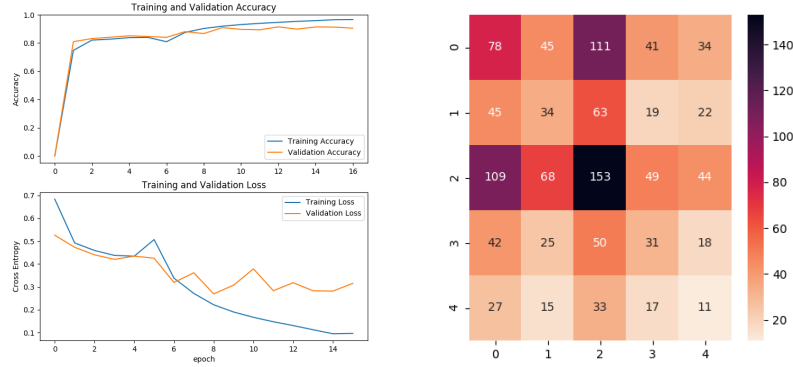 Training and Validation Accuracy
1.0
0.8
0.6
0.4
0.2
0.0
Accuracy
Training Accuracy
Validation Accuracy
0 2 4 6 8 10 12 14 16
Training and Validation Loss
0.7
0.6
0.5
0.4
0.3
0.2
0.1
Cross Entropy
Training Loss
Validation Loss
0 2 4 6 8 10 12 14
epoch
0 78 45 111 41 34
1 45 34 63 19 22
2 109 68 153 49 44
3 42 25 50 31 18
4 27 15 33 17 11
0 1 2 3 4
140
120
100
80
60
40
20